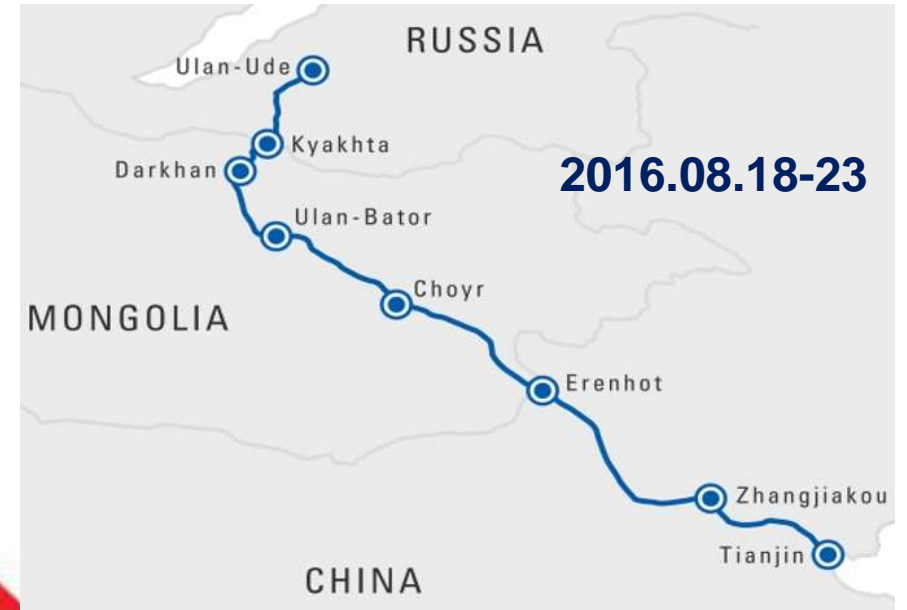 RUSSIA
Ulan-Ude
Kyakhta
Darkhan
2016.08.18-23
Ulan-Bator
Choyr
MONGOLIA
Erenhot
Zhangjiakou
Tianjin
CHINA